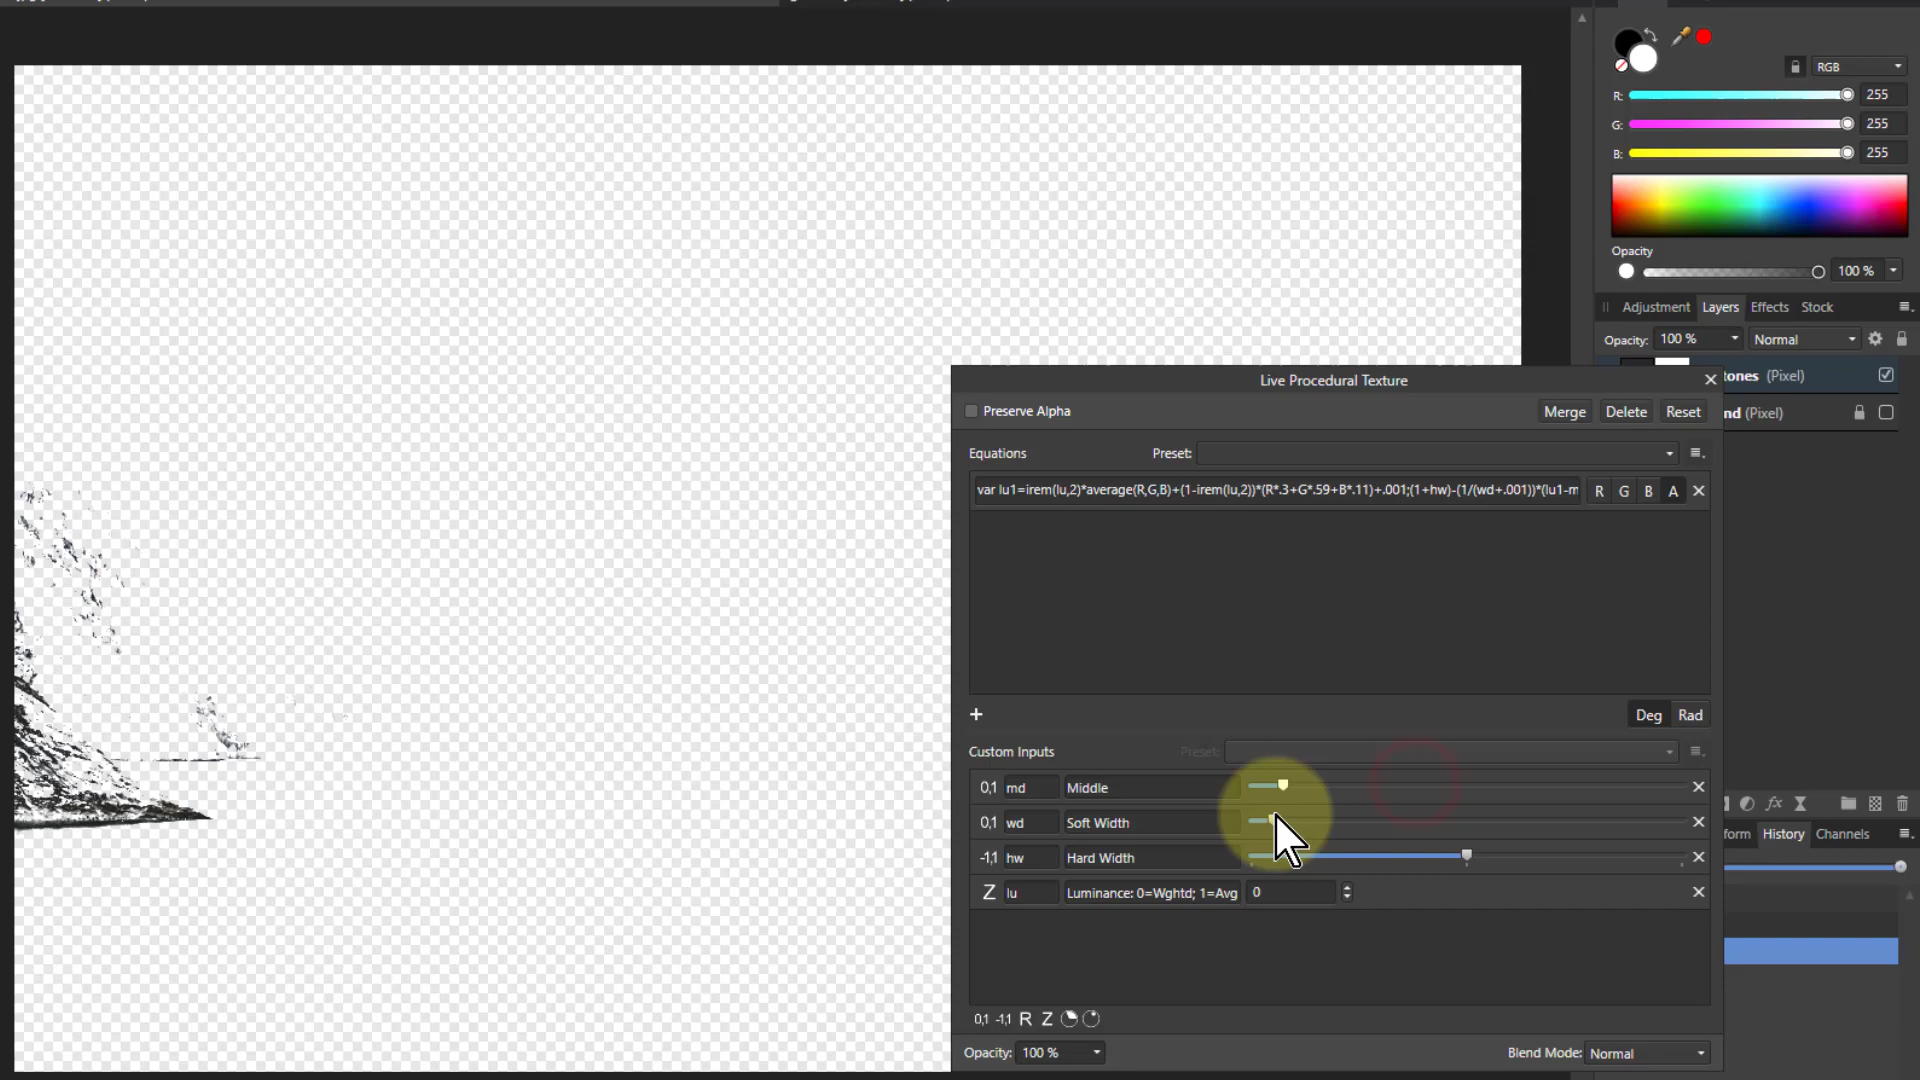 RGB
R: 255
G: 255
B: 255
Opacity
100 %
Adjustment Layers Effects Stock
Opacity: 100 % Normal
Live Procedural Texture
tones (Pixel)
Preserve Alpha
Merge Delete Reset
nd (Pixel)
Equations Preset:
var lu1=irem(lu,2)*average(R,G,B)+(1-irem(lu,2))*(R*.3+G*.59+B*.11)+.001;(1+hw)-(1/(wd+.001))*(lu1-m
R G B A
Deg Rad
Custom Inputs Preset:
0,1 md Middle
0,1 wd Soft Width
-1,1 hw Hard Width
Z lu Luminance: 0=Wghtd; 1=Avg 0
fx
form History Channels
0,1 -1,1 R Z
Opacity: 100 % Blend Mode: Normal